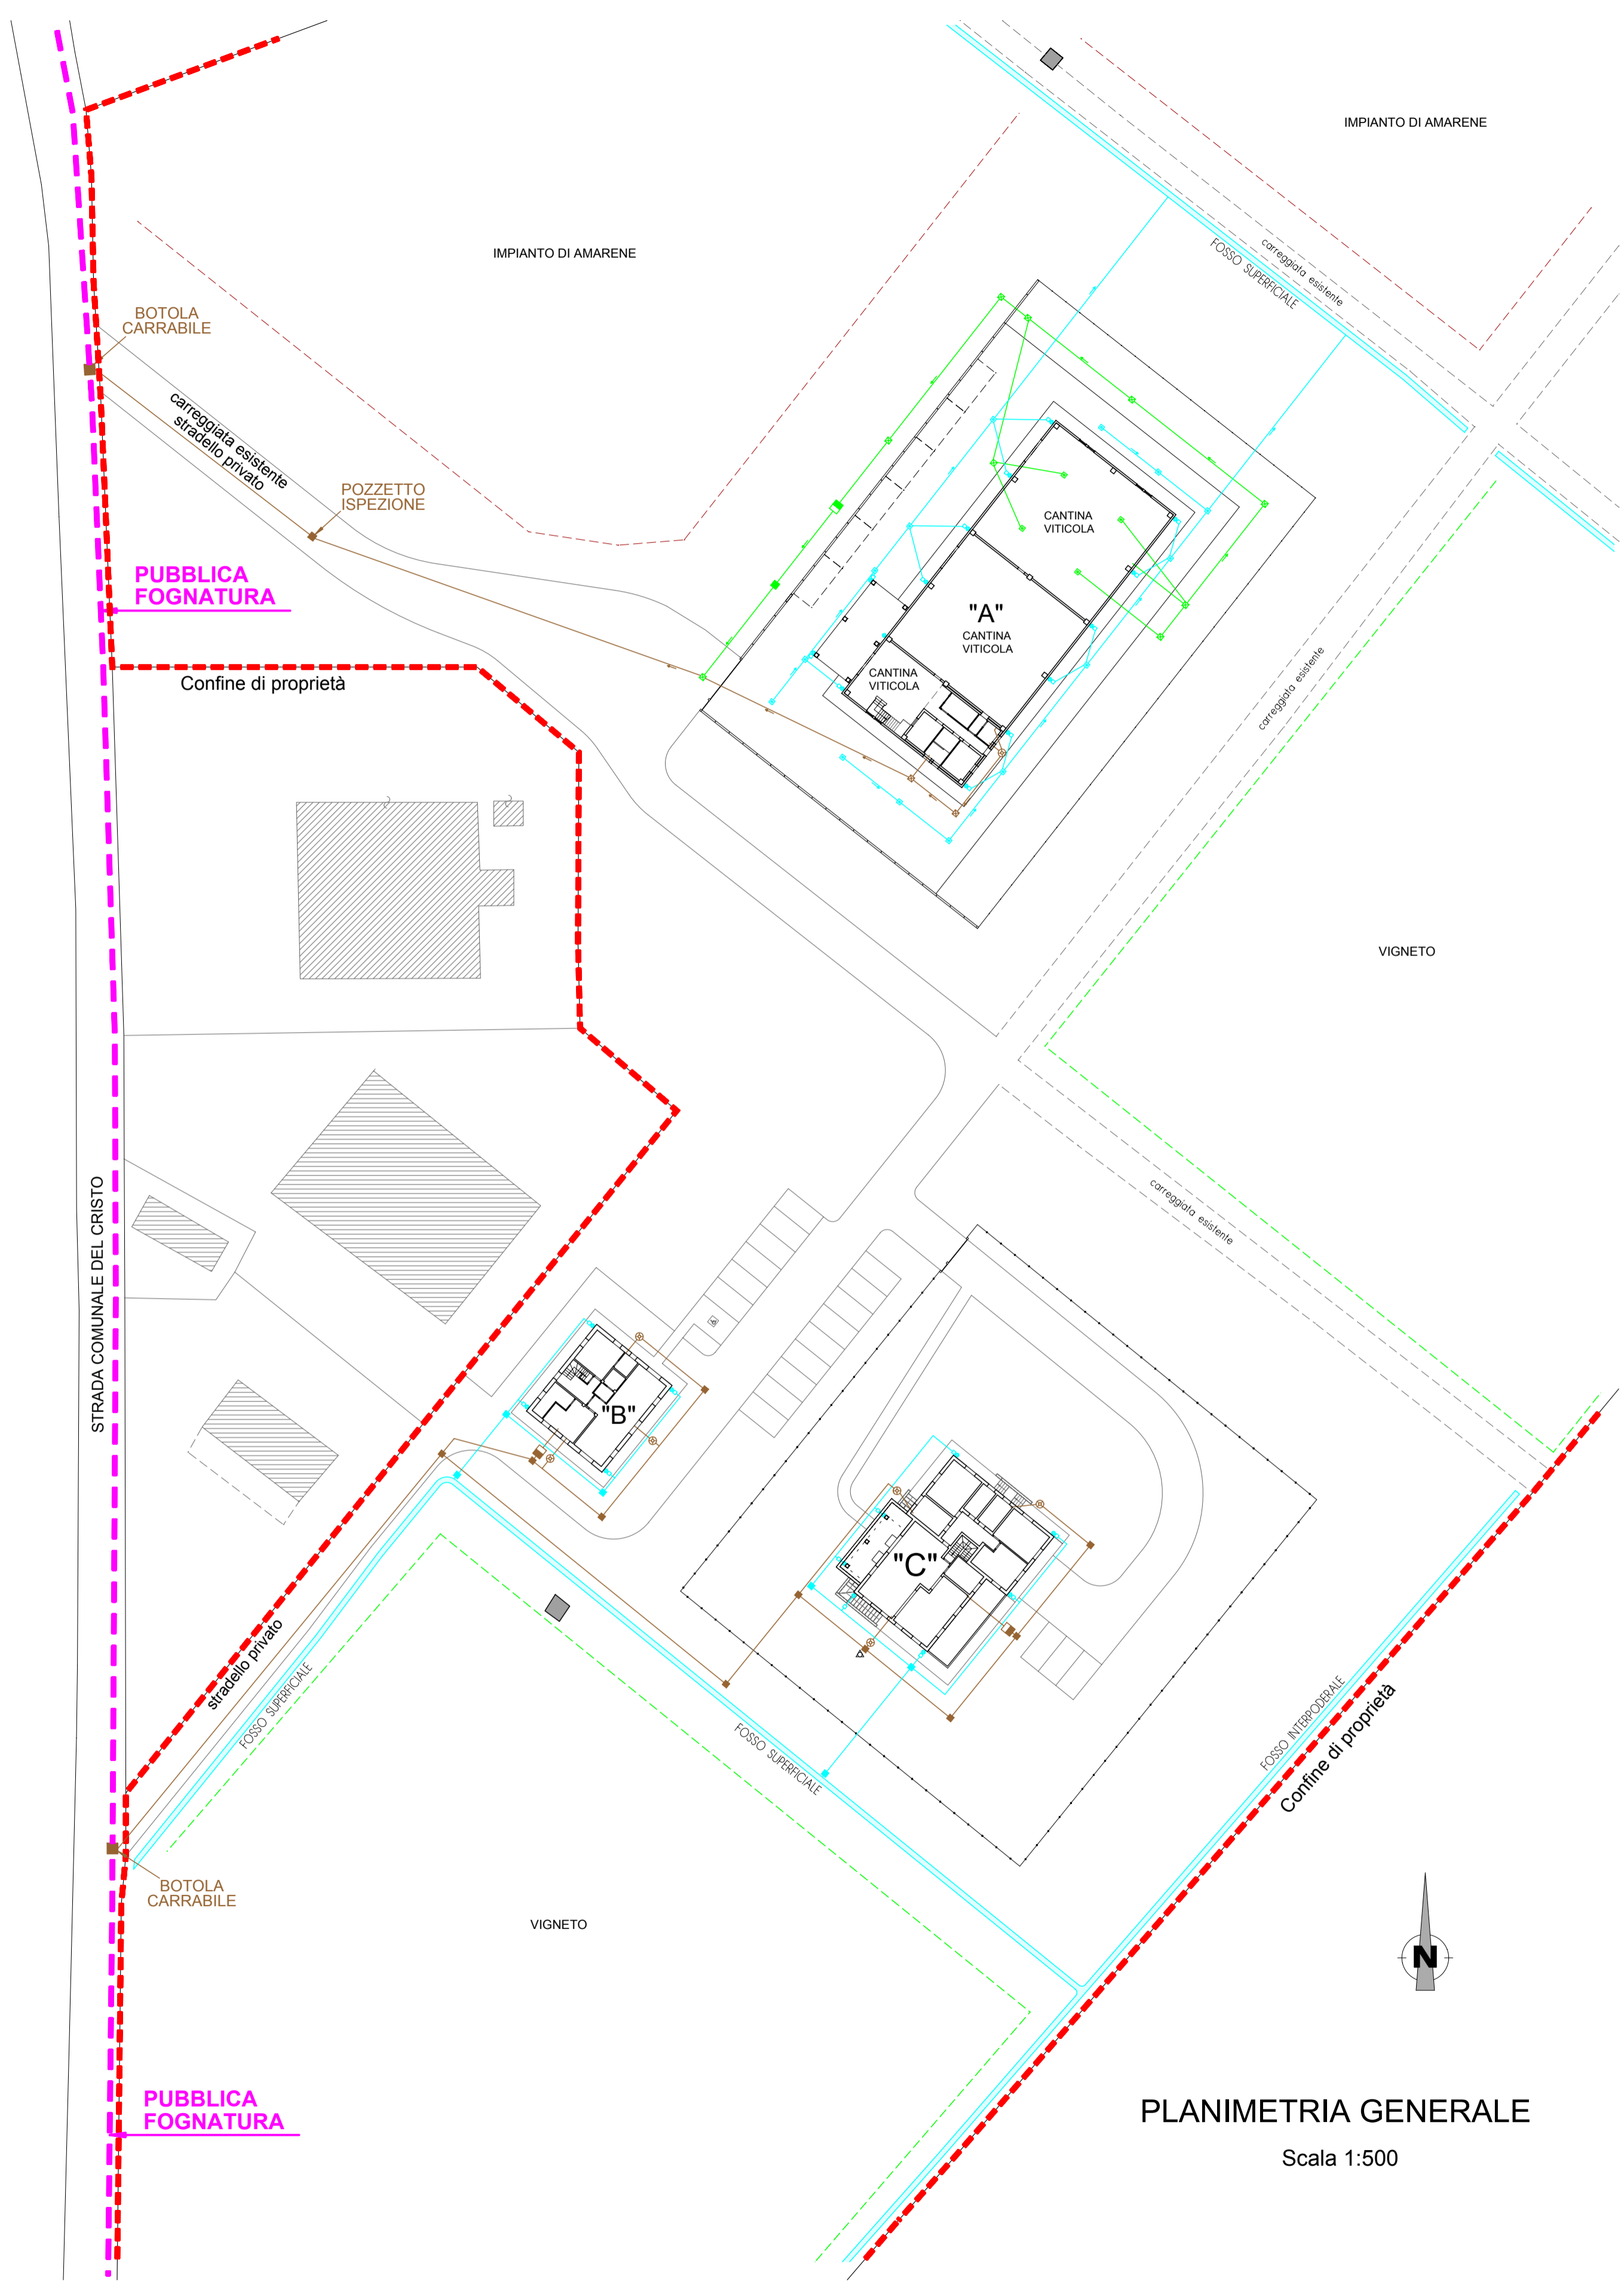 IMPIANTO DI AMARENE
IMPIANTO DI AMARENE
FOSSO SUPERFICIALE
carreggiata esistente
BOTOLA
CARRABILE
carreggiata esistente
stradello privato
POZZETTO
ISPEZIONE
CANTINA
VITICOLA
PUBBLICA
FOGNATURA
"A"
CANTINA
VITICOLA
CANTINA
VITICOLA
Confine di proprietà
carreggiata esistente
VIGNETO
STRADA COMUNALE DEL CRISTO
carreggiata esistente
"B"
"C"
stradello privato
FOSSO SUPERFICIALE
FOSSO SUPERFICIALE
FOSSO INTERPODERALE
Confine di proprietà
BOTOLA
CARRABILE
VIGNETO
N
PUBBLICA
FOGNATURA
PLANIMETRIA GENERALE
Scala 1:500